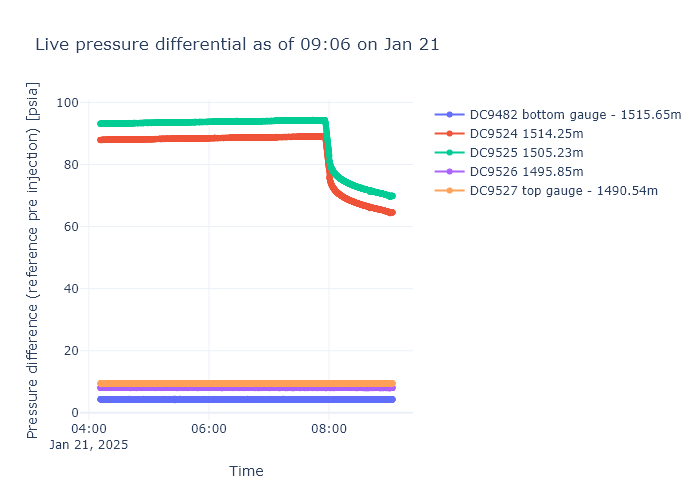 Live pressure differential as of 09:06 on Jan 21
Pressure difference (reference pre injection) [psia]
100
80
60
40
20
0
04:00
Jan 21, 2025
06:00
08:00
Time
DC9482 bottom gauge - 1515.65m
DC9524 1514.25m
DC9525 1505.23m
DC9526 1495.85m
DC9527 top gauge - 1490.54m